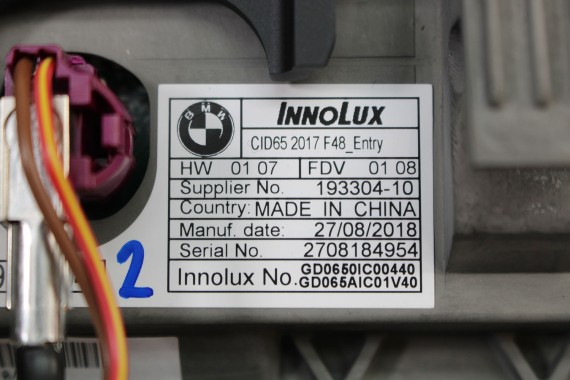 BMW
INNOLUX
CID65 2017 F48_Entry
HW 01 07 FDV 01 08
Supplier No. 193304-10
Country: MADE IN CHINA
Manuf. date: 27/08/2018
Serial No. 2708184954
Innolux No. GD0650IC00440
GD065AIC01V40
2